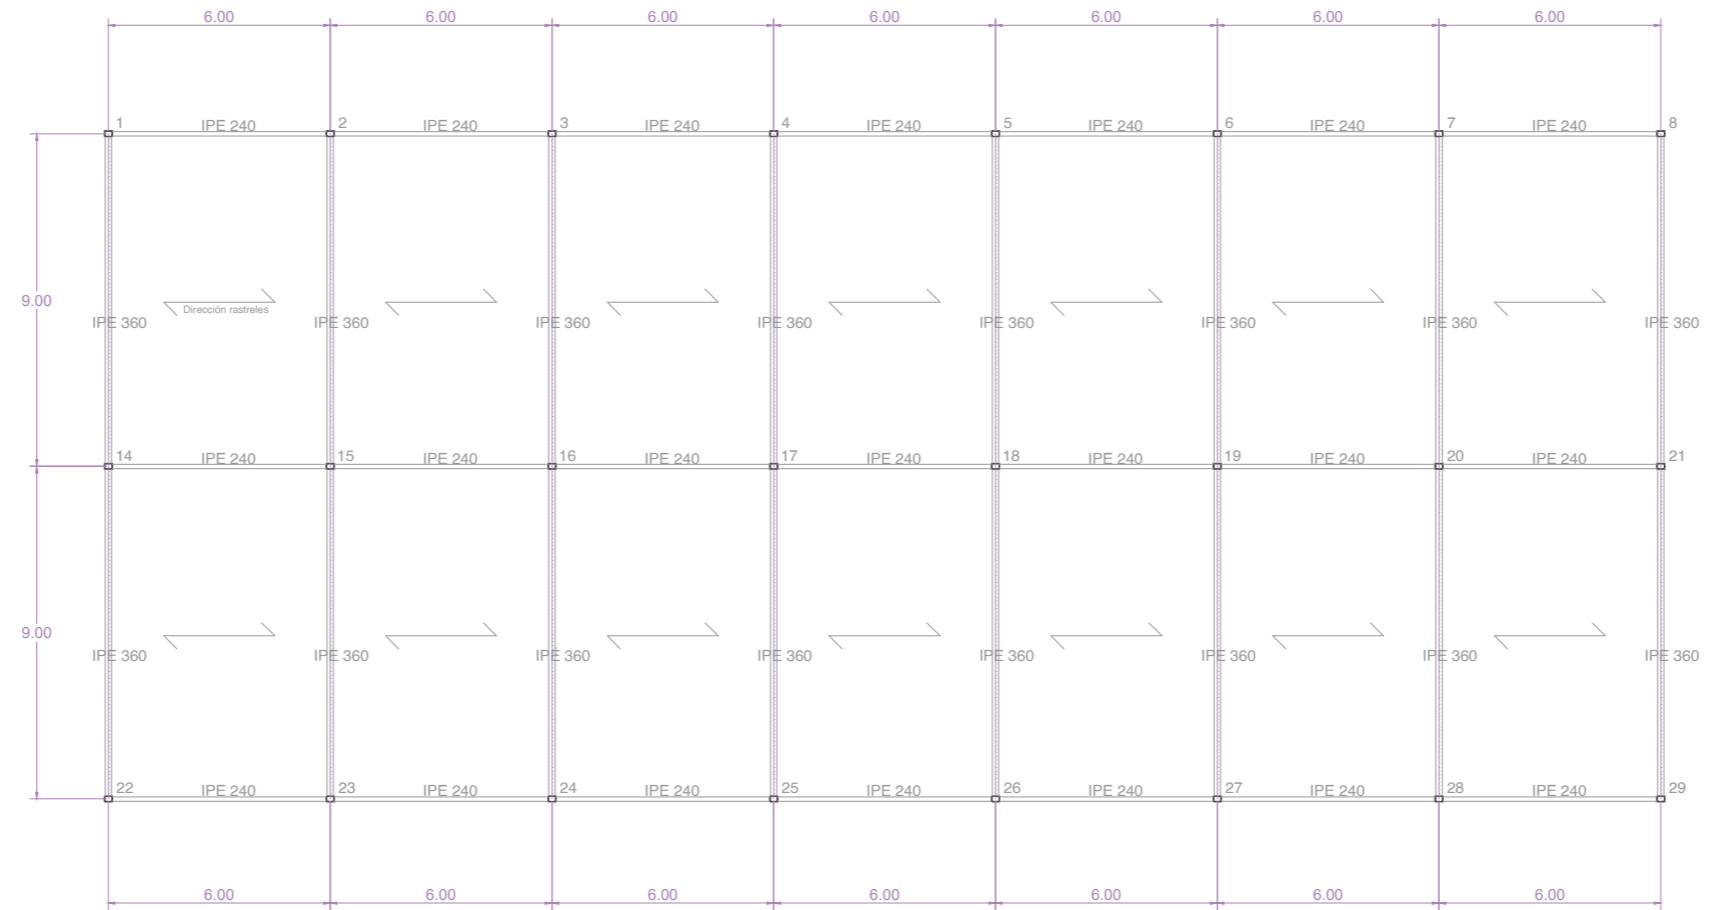 6.00 6.00 6.00 6.00 6.00 6.00 6.00
1 IPE 240 2 IPE 240 3 IPE 240 4 IPE 240 5 IPE 240 6 IPE 240 7 IPE 240 8
9.00
Dirección rastreles
IPE 360 IPE 360 IPE 360 IPE 360 IPE 360 IPE 360 IPE 360 IPE 360
14 IPE 240 15 IPE 240 16 IPE 240 17 IPE 240 18 IPE 240 19 IPE 240 20 IPE 240 21
9.00
IPE 360 IPE 360 IPE 360 IPE 360 IPE 360 IPE 360 IPE 360 IPE 360
22 IPE 240 23 IPE 240 24 IPE 240 25 IPE 240 26 IPE 240 27 IPE 240 28 IPE 240 29
6.00 6.00 6.00 6.00 6.00 6.00 6.00